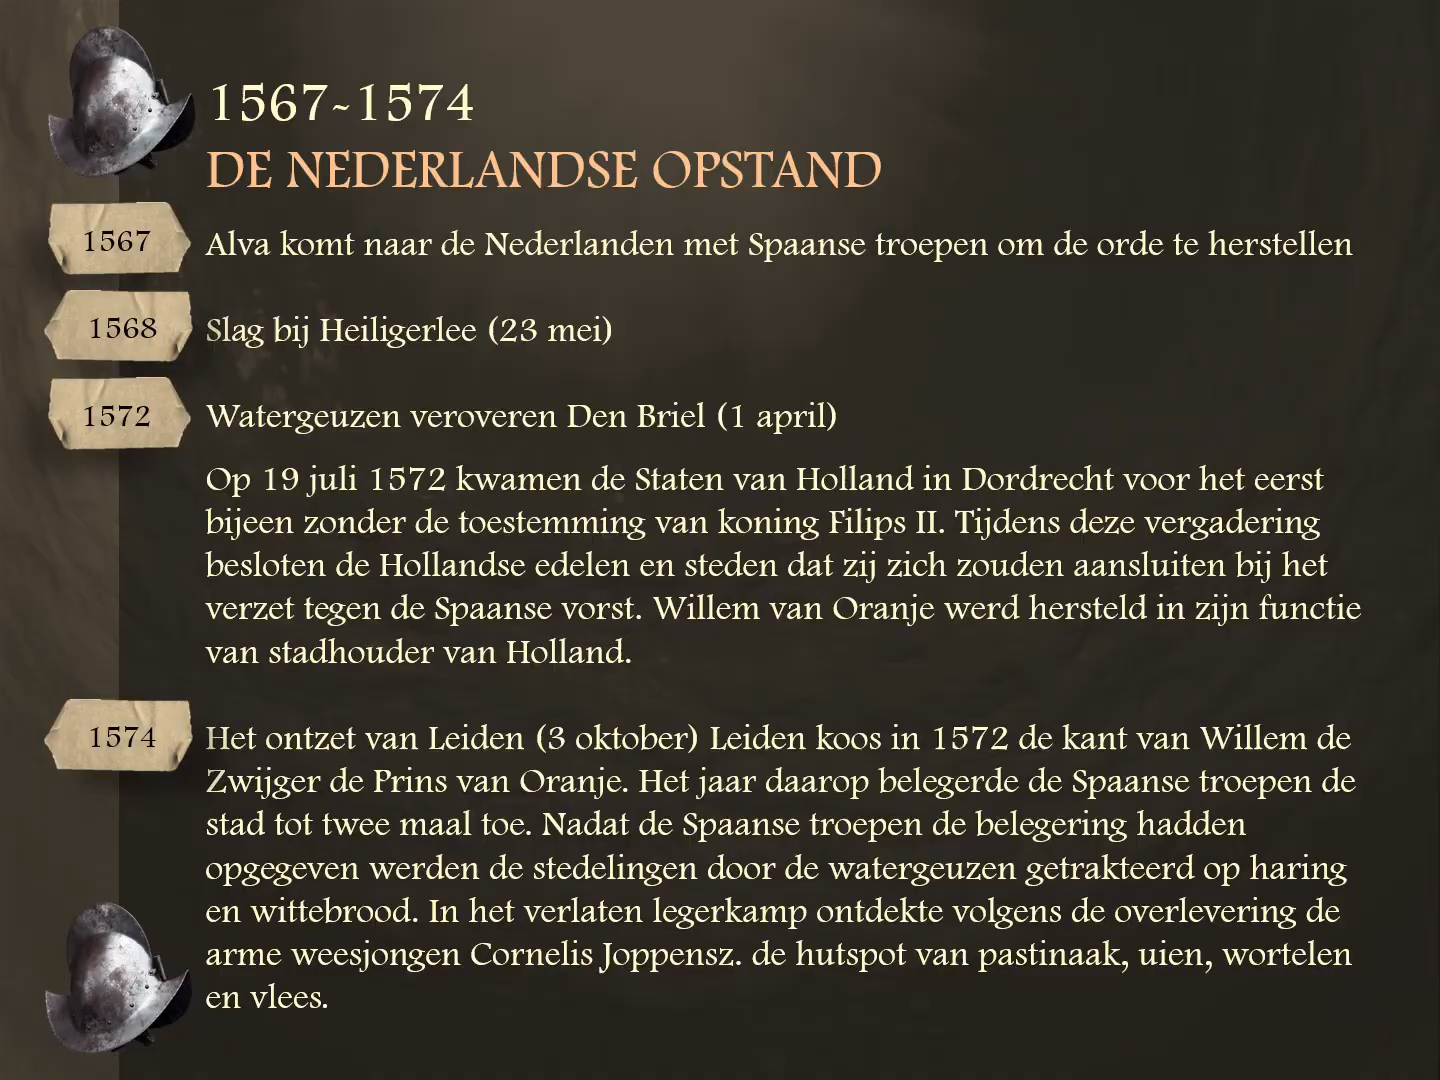 1567~1574
DE NEDERLANDSE OPSTAND
1567 Alva komt naar de Nederlanden met Spaanse troepen om de orde te herstellen
1568 Slag bij Heiligerlee (23 mei)
1572 Watergeuzen veroveren Den Briel (1 april)
Op 19 juli 1572 kwamen de Staten van Holland in Dordrecht voor het eerst
bijeen zonder de toestemming van koning Filips II. Tijdens deze vergadering
besloten de Hollandse edelen en steden dat zij zich zouden aansluiten bij het
verzet tegen de Spaanse vorst. Willem van Oranje werd hersteld in zijn functie
van stadhouder van Holland.
1574 Het ontzet van Leiden (3 oktober) Leiden koos in 1572 de kant van Willem de
Zwijger de Prins van Oranje. Het jaar daarop belegerde de Spaanse troepen de
stad tot twee maal toe. Nadat de Spaanse troepen de belegering hadden
opgegeven werden de stedelingen door de watergeuzen getrakteerd op haring
en wittebrood. In het verlaten legerkamp ontdekte volgens de overlevering de
arme weesjongen Cornelis Joppensz. de hutspot van pastinaak, uien, wortelen
en vlees.